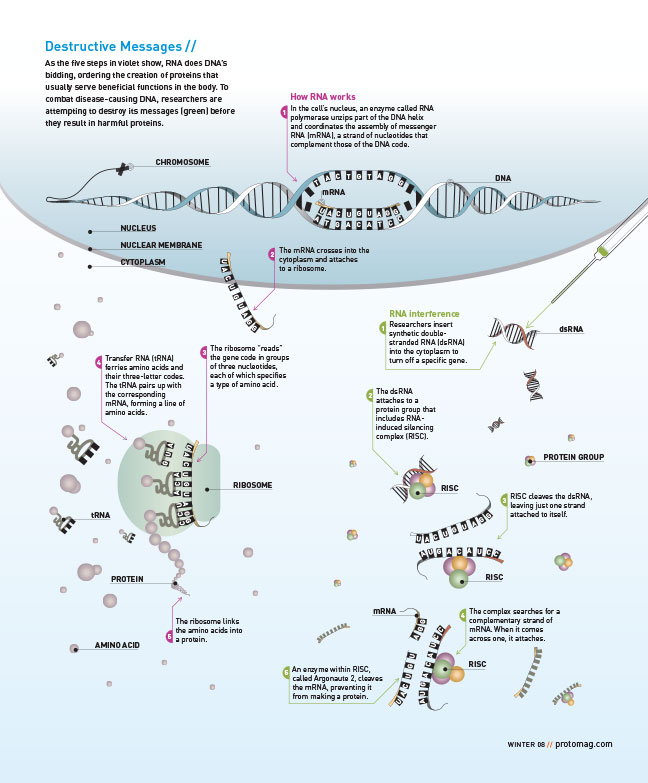 Destructive Messages //
As the five steps in violet show, RNA does DNA's
bidding, ordering the creation of proteins that
usually serve beneficial functions in the body. To
combat disease-causing DNA, researchers are
attempting to destroy its messages (green) before
they result in harmful proteins.
How RNA works
1
In the cell's nucleus, an enzyme called RNA
polymerase unzips part of the DNA helix
and coordinates the assembly of messenger
RNA (mRNA), a strand of nucleotides that
complement those of the DNA code.
CHROMOSOME
DNA
TACTGTAGG
mRNA
UACUGUAGG
ATGACATCC
NUCLEUS
NUCLEAR MEMBRANE
CYTOPLASM
2
The mRNA crosses into the
cytoplasm and attaches
to a ribosome.
UACUGUAGG
3
The ribosome "reads"
the gene code in groups
of three nucleotides,
each of which specifies
a type of amino acid.
4
Transfer RNA (tRNA)
ferries amino acids and
their three-letter codes.
The tRNA pairs up with
the corresponding
mRNA, forming a line of
amino acids.
RIBOSOME
tRNA
PROTEIN
5
The ribosome links
the amino acids into
a protein.
AMINO ACID
RNA interference
1
Researchers insert
synthetic double-
stranded RNA (dsRNA)
into the cytoplasm to
turn off a specific gene.
dsRNA
2
The dsRNA
attaches to a
protein group that
includes RNA-
induced silencing
complex (RISC).
PROTEIN GROUP
RISC
3
RISC cleaves the dsRNA,
leaving just one strand
attached to itself.
UACUGUAGG
AUGACAUCC
RISC
mRNA
4
The complex searches for a
complementary strand of
mRNA. When it comes
across one, it attaches.
RISC
AGG
UACUGU
AUGACAUCC
5
An enzyme within RISC,
called Argonaute 2, cleaves
the mRNA, preventing it
from making a protein.
WINTER 08 // protomag.com